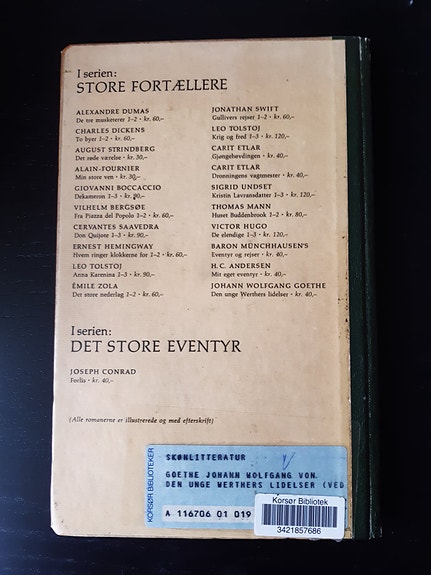 I serien:
STORE FORTÆLLERE
ALEXANDRE DUMAS
De tre musketerer 1–2 · kr. 60,–
CHARLES DICKENS
To byer 1–2 · kr. 60,–
AUGUST STRINDBERG
Det røde værelse · kr. 30,–
ALAIN-FOURNIER
Min store ven · kr. 30,–
GIOVANNI BOCCACCIO
Dekameron 1–3 · kr. 90,–
VILHELM BERGSØE
Fra Piazza del Popolo 1–2 · kr. 60,–
CERVANTES SAAVEDRA
Don Quijote 1–3 · kr. 90,–
ERNEST HEMINGWAY
Hvem ringer klokkerne for 1–2 · kr. 60,–
LEO TOLSTOJ
Anna Karenina 1–3 · kr. 90,–
ÉMILE ZOLA
Det store nederlag 1–2 · kr. 60,–
JONATHAN SWIFT
Gullivers rejser 1–2 · kr. 60,–
LEO TOLSTOJ
Krig og fred 1–3 · kr. 120,–
CARIT ETLAR
Gjøngehøvdingen · kr. 40,–
CARIT ETLAR
Dronningens vagtmester · kr. 40,–
SIGRID UNDSET
Kristin Lavransdatter 1–3 · kr. 120,–
THOMAS MANN
Huset Buddenbrook 1–2 · kr. 80,–
VICTOR HUGO
De elendige 1–3 · kr. 120,–
BARON MÜNCHHAUSEN'S
Eventyr og rejser · kr. 40,–
H.C. ANDERSEN
Mit eget eventyr · kr. 40,–
JOHANN WOLFGANG GOETHE
Den unge Werthers lidelser · kr. 40,–
I serien:
DET STORE EVENTYR
JOSEPH CONRAD
Forlis · kr. 40,–
(Alle romanerne er illustrerede og med efterskrift)
KORSØR BIBLIOTEKER
SKØNLITTERATUR
GOETHE JOHANN WOLFGANG VON
DEN UNGE WERTHERS LIDELSER (VED
A 116706 01 019
Korsør Bibliotek
3421857686